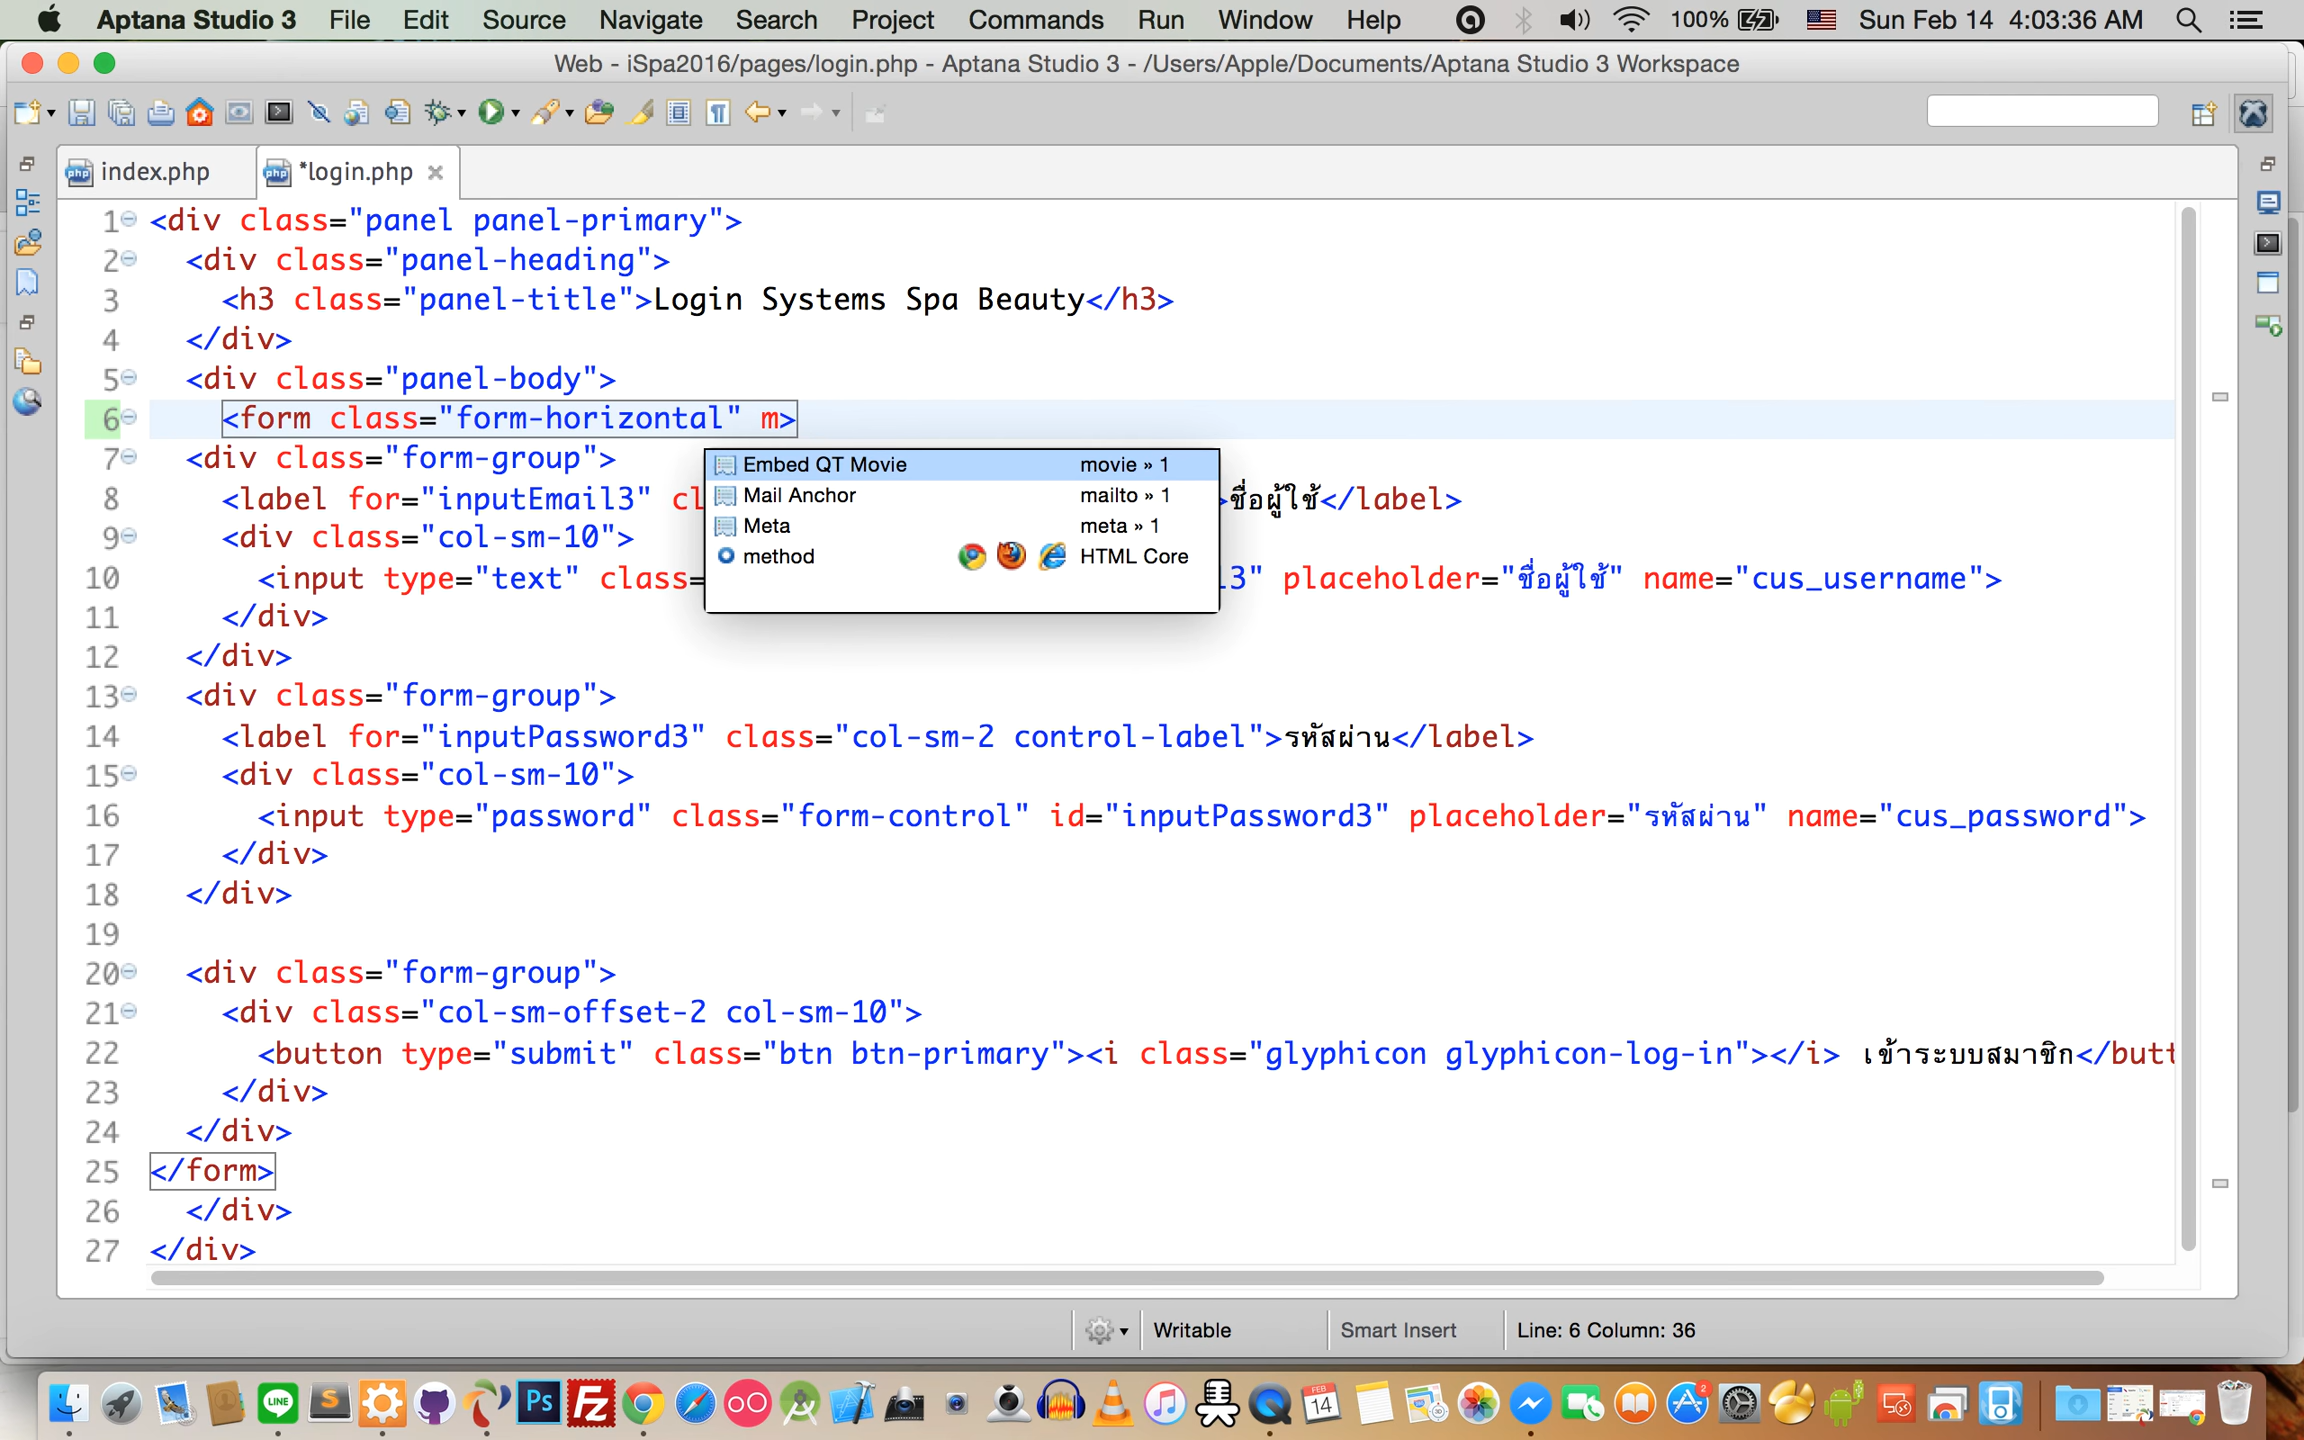 Aptana Studio 3 File Edit Source Navigate Search Project Commands Run Window Help 100% Sun Feb 14 4:03:36 AM
Web - iSpa2016/pages/login.php - Aptana Studio 3 - /Users/Apple/Documents/Aptana Studio 3 Workspace
index.php *login.php
1 <div class="panel panel-primary">
2 <div class="panel-heading">
3 <h3 class="panel-title">Login Systems Spa Beauty</h3>
4 </div>
5 <div class="panel-body">
6 <form class="form-horizontal" m>
7 <div class="form-group">
Embed QT Movie movie » 1
Mail Anchor mailto » 1
Meta meta » 1
method HTML Core
8 <label for="inputEmail3" cl >ชื่อผู้ใช้</label>
9 <div class="col-sm-10">
10 <input type="text" class= l3" placeholder="ชื่อผู้ใช้" name="cus_username">
11 </div>
12 </div>
13 <div class="form-group">
14 <label for="inputPassword3" class="col-sm-2 control-label">รหัสผ่าน</label>
15 <div class="col-sm-10">
16 <input type="password" class="form-control" id="inputPassword3" placeholder="รหัสผ่าน" name="cus_password">
17 </div>
18 </div>
19
20 <div class="form-group">
21 <div class="col-sm-offset-2 col-sm-10">
22 <button type="submit" class="btn btn-primary"><i class="glyphicon glyphicon-log-in"></i> เข้าระบบสมาชิก</butt
23 </div>
24 </div>
25 </form>
26 </div>
27 </div>
Writable Smart Insert Line: 6 Column: 36
LINE S Ps Fz FEB 14 2